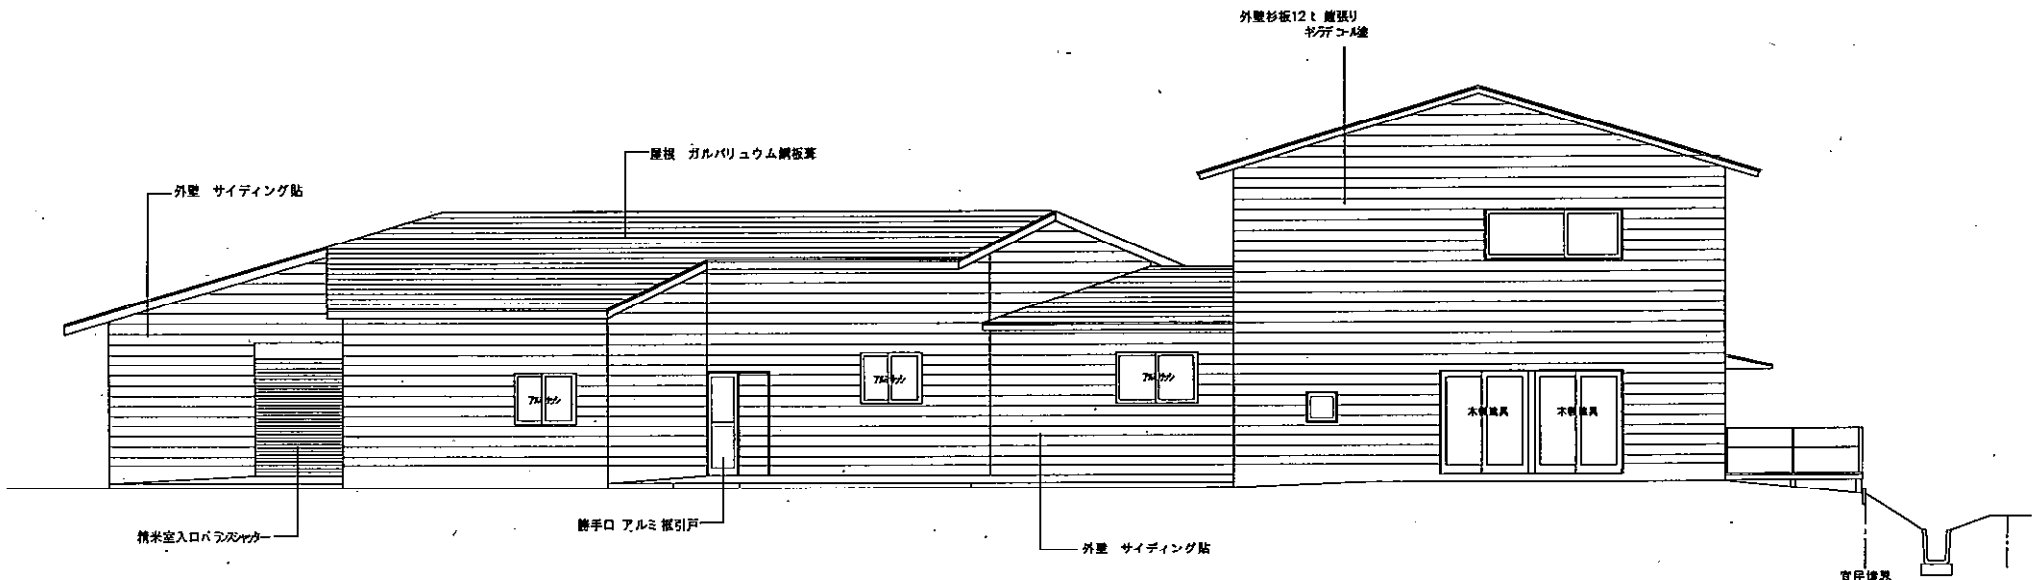 外壁杉板12t 鎧張り
キシラデコール塗
屋根 ガルバリュウム鋼板葺
外壁 サイディング貼
アルミサッシ
アルミサッシ
アルミサッシ
木製建具
木製建具
精米室入口バランスシャッター
勝手口 アルミ框引戸
外壁 サイディング貼
官民境界